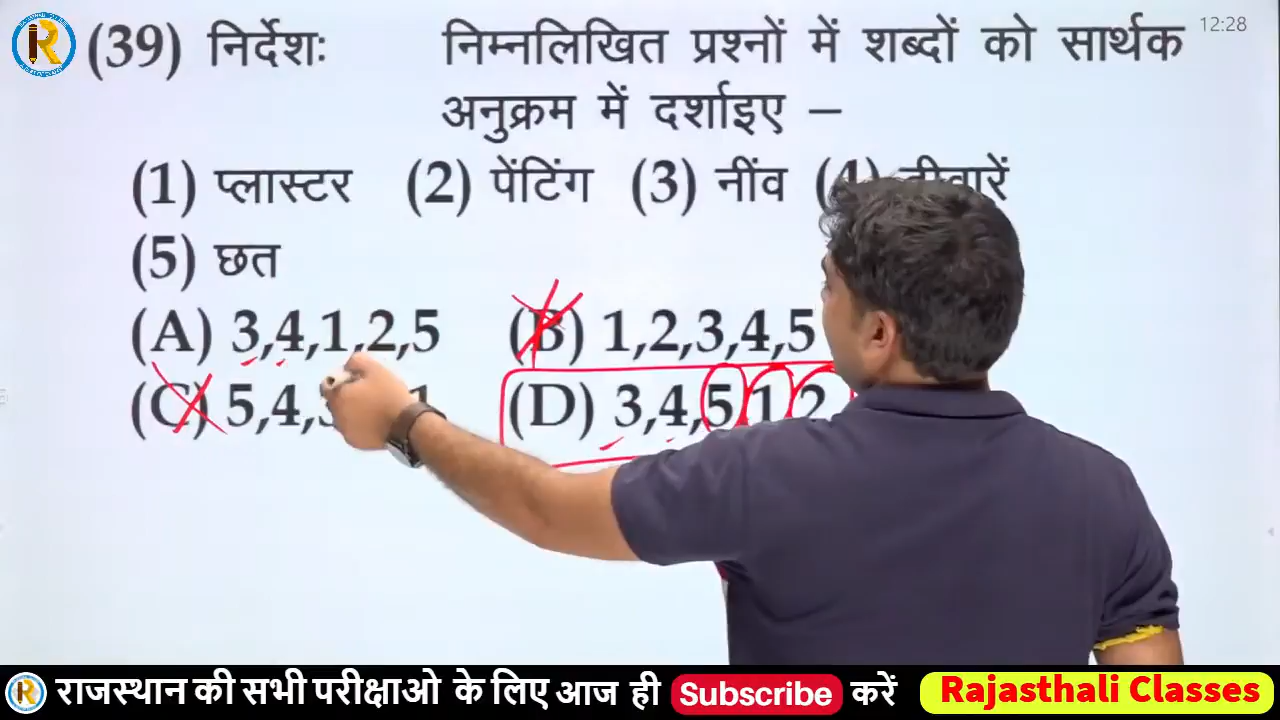 12:28
(39) निर्देशः निम्नलिखित प्रश्नों में शब्दों को सार्थक
अनुक्रम में दर्शाइए –
(1) प्लास्टर (2) पेंटिंग (3) नींव (4)
(5) छत
(A) 3,4,1,2,5 (B) 1,2,3,4,5
(C) 5,4, 1 (D) 3,4,5,1,2
राजस्थान की सभी परीक्षाओ के लिए आज ही Subscribe करें Rajasthali Classes